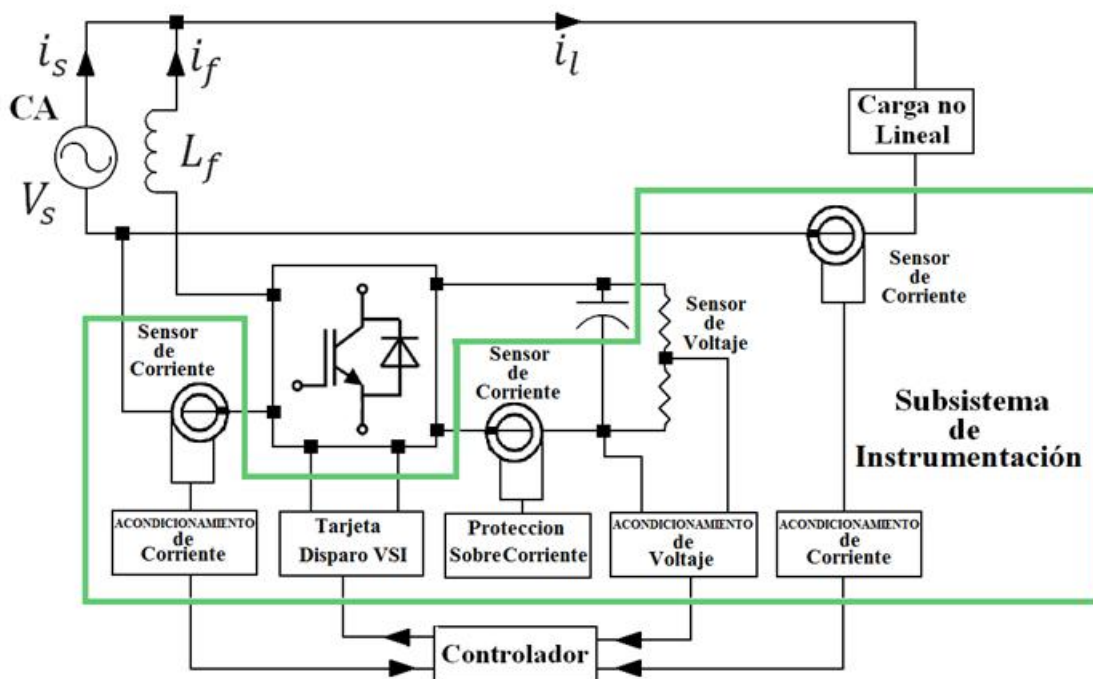 i_s
i_f
i_l
CA
L_f
V_s
Carga no
Lineal
Sensor
de
Corriente
Sensor
de
Corriente
Sensor
de
Corriente
Sensor
de
Voltaje
Subsistema
de
Instrumentación
ACONDICIONAMIENTO
de
Corriente
Tarjeta
Disparo VSI
Proteccion
Sobre Corriente
ACONDICIONAMIENTO
de
Voltaje
ACONDICIONAMIENTO
de
Corriente
Controlador